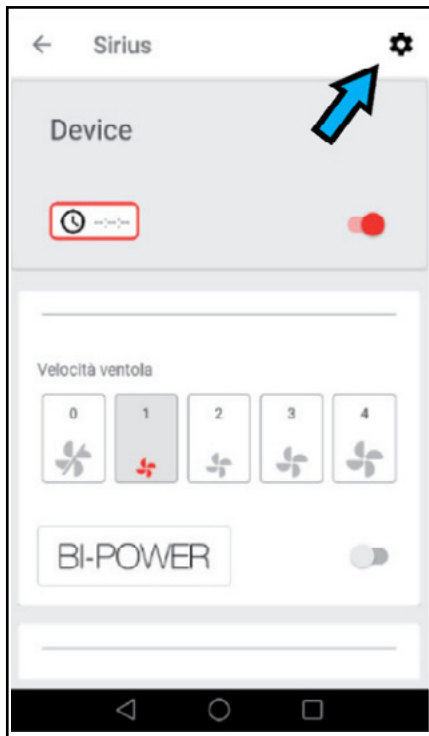 Sirius
Device
--:--:--
Velocità ventola
0 1 2 3 4
BI-POWER